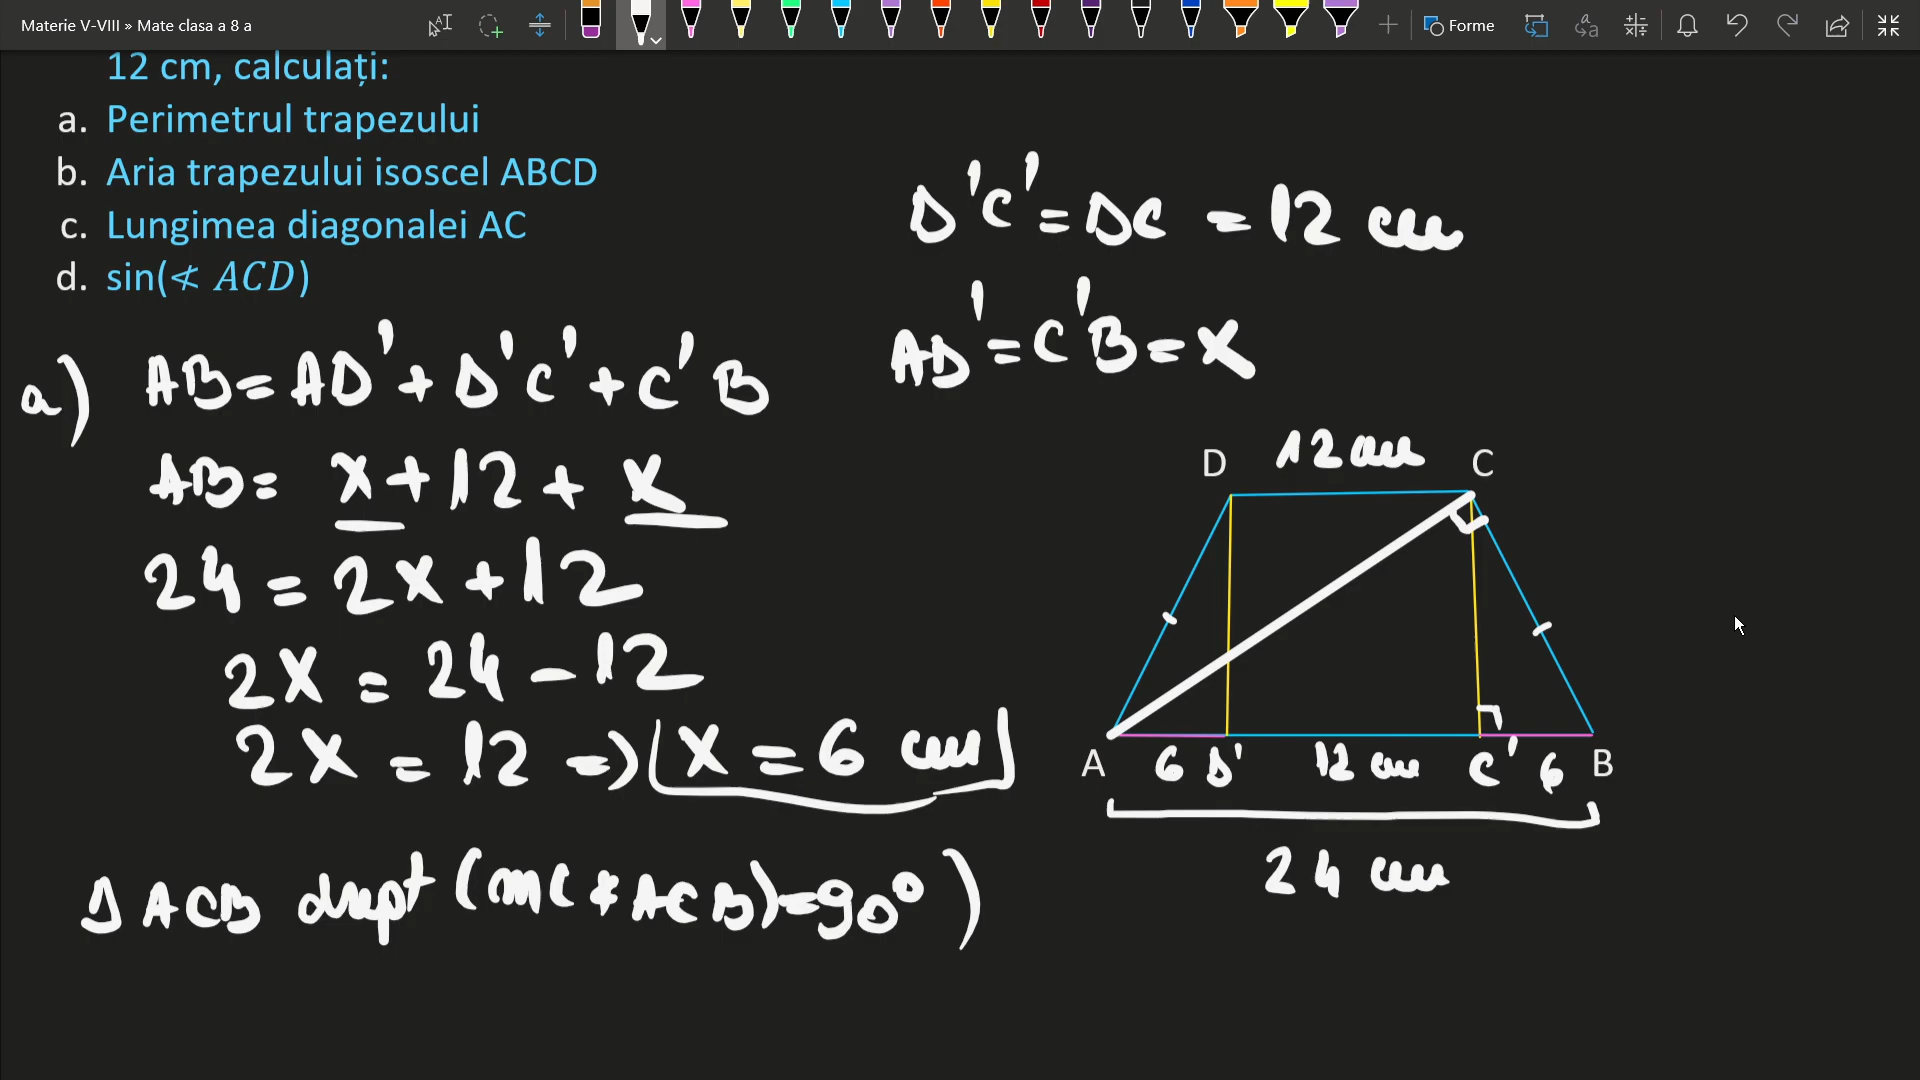 Materie V-VIII » Mate clasa a 8 a
Forme
12 cm, calculați:
a. Perimetrul trapezului
b. Aria trapezului isoscel ABCD
c. Lungimea diagonalei AC
d. sin(∢ ACD)
D'C' = DC = 12 cm
AD' = C'B = x
a) AB = AD' + D'C' + C'B
AB = x + 12 + x
24 = 2x + 12
2x = 24 - 12
2x = 12 => x = 6 cm
Δ ACB drept (m(∢ACB)=90°)
D 12 cm C
A 6 D' 12 cm C' 6 B
24 cm